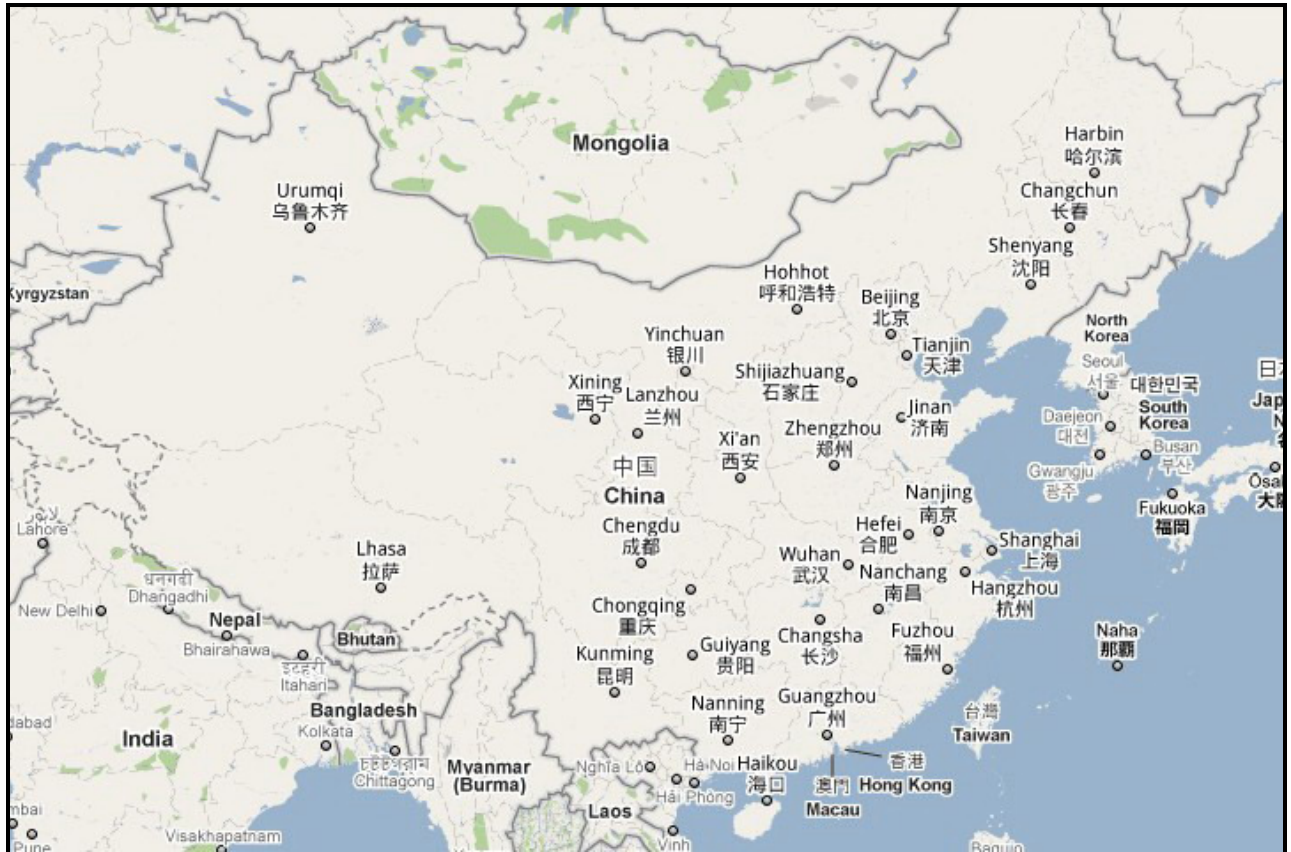 Harbin
哈尔滨
Mongolia
Changchun
长春
Urumqi
乌鲁木齐
Shenyang
沈阳
Hohhot
呼和浩特
Kyrgyzstan
Beijing
北京
North
Korea
Yinchuan
银川
Tianjin
天津
Seoul
서울
Shijiazhuang
石家庄
대한민국
South
Korea
Xining
西宁
Lanzhou
兰州
Jinan
济南
Daejeon
대전
Zhengzhou
郑州
Xi'an
西安
Busan
부산
中国
China
Gwangju
광주
Nanjing
南京
Fukuoka
福岡
Lahore
Chengdu
成都
Hefei
合肥
Shanghai
上海
Lhasa
拉萨
Wuhan
武汉
Nanchang
南昌
Hangzhou
杭州
Dhangadhi
New Delhi
Chongqing
重庆
Nepal
Bhutan
Bhairahawa
Changsha
长沙
Fuzhou
福州
Naha
那覇
Guiyang
贵阳
Kunming
昆明
Itahari
Guangzhou
广州
Nanning
南宁
Bangladesh
台灣
Taiwan
India
Kolkata
Chittagong
Myanmar
(Burma)
Nghĩa Lộ
Hà Nội
Haikou
海口
香港
Hong Kong
澳門
Macau
Hải Phòng
Laos
Vinh
Visakhapatnam
Pune
Baguio